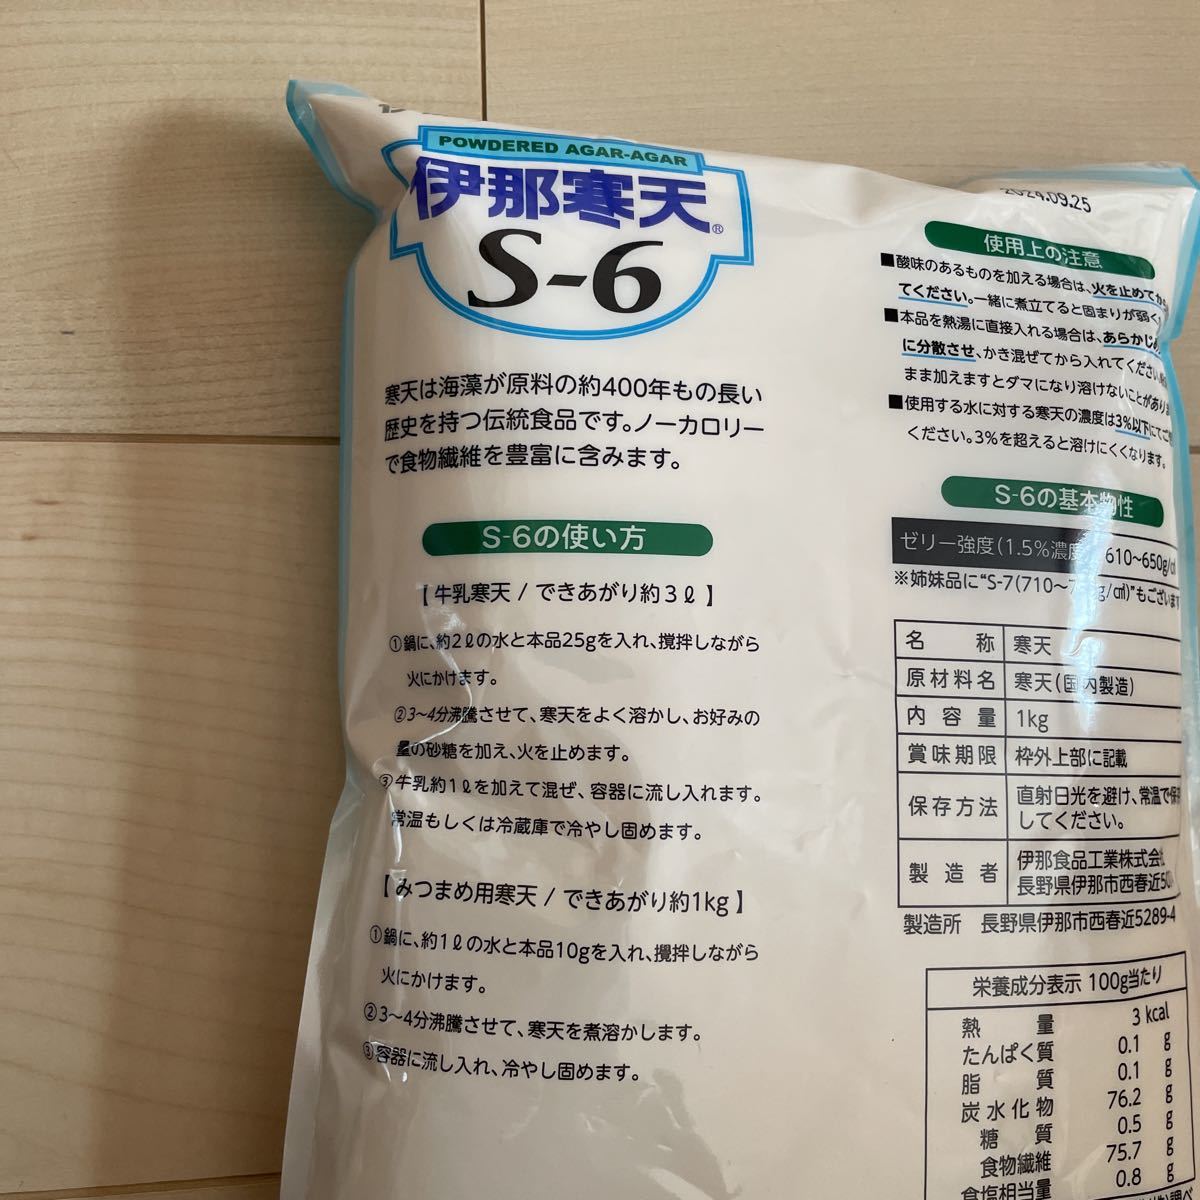 POWDERED AGAR-AGAR
伊那寒天®
S-6
寒天は海藻が原料の約400年もの長い
歴史を持つ伝統食品です。ノーカロリー
で食物繊維を豊富に含みます。
S-6の使い方
【 牛乳寒天 / できあがり約3ℓ 】
①鍋に、約2ℓの水と本品25gを入れ、撹拌しながら
火にかけます。
②3〜4分沸騰させて、寒天をよく溶かし、お好みの
量の砂糖を加え、火を止めます。
③牛乳約1ℓを加えて混ぜ、容器に流し入れます。
常温もしくは冷蔵庫で冷やし固めます。
【 みつまめ用寒天 / できあがり約1kg 】
①鍋に、約1ℓの水と本品10gを入れ、撹拌しながら
火にかけます。
②3〜4分沸騰させて、寒天を煮溶かします。
③容器に流し入れ、冷やし固めます。
2024.09.25
使用上の注意
■酸味のあるものを加える場合は、火を止めてから
てください。一緒に煮立てると固まりが弱く
■本品を熱湯に直接入れる場合は、あらかじめ
に分散させ、かき混ぜてから入れてください。
まま加えますとダマになり溶けないことがあり
■使用する水に対する寒天の濃度は3%以下にてご
ください。3%を超えると溶けにくくなります。
S-6の基本物性
ゼリー強度(1.5%濃度 610〜650g/㎠
※姉妹品に“S-7(710〜 g/㎠)”もございます
名称 寒天
原材料名 寒天(国内製造)
内容量 1kg
賞味期限 枠外上部に記載
保存方法 直射日光を避け、常温で保存
してください。
製造者 伊那食品工業株式会社
長野県伊那市西春近50
製造所 長野県伊那市西春近5289-4
栄養成分表示 100g当たり
熱量 3 kcal
たんぱく質 0.1 g
脂質 0.1 g
炭水化物 76.2 g
糖質 0.5 g
食物繊維 75.7 g
食塩相当量 0.8 g